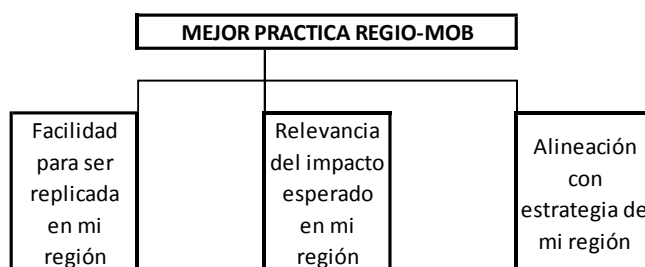 MEJOR PRACTICA REGIO-MOB
Facilidad
para ser
replicada
en mi
región
Relevancia
del impacto
esperado
en mi
región
Alineación
con
estrategia de
mi región